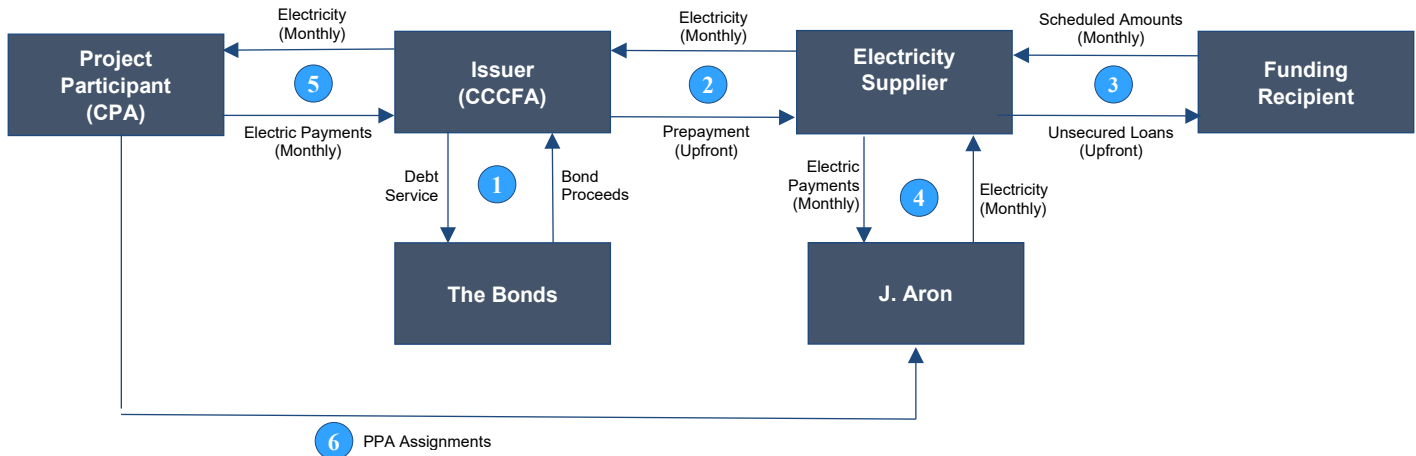 Electricity
(Monthly)
Electricity
(Monthly)
Scheduled Amounts
(Monthly)
Project
Participant
(CPA)
5
Issuer
(CCCFA)
2
Electricity
Supplier
3
Funding
Recipient
Electric Payments
(Monthly)
Prepayment
(Upfront)
Unsecured Loans
(Upfront)
Debt
Service
1
Bond
Proceeds
Electric
Payments
(Monthly)
4
Electricity
(Monthly)
The Bonds
J. Aron
6
PPA Assignments